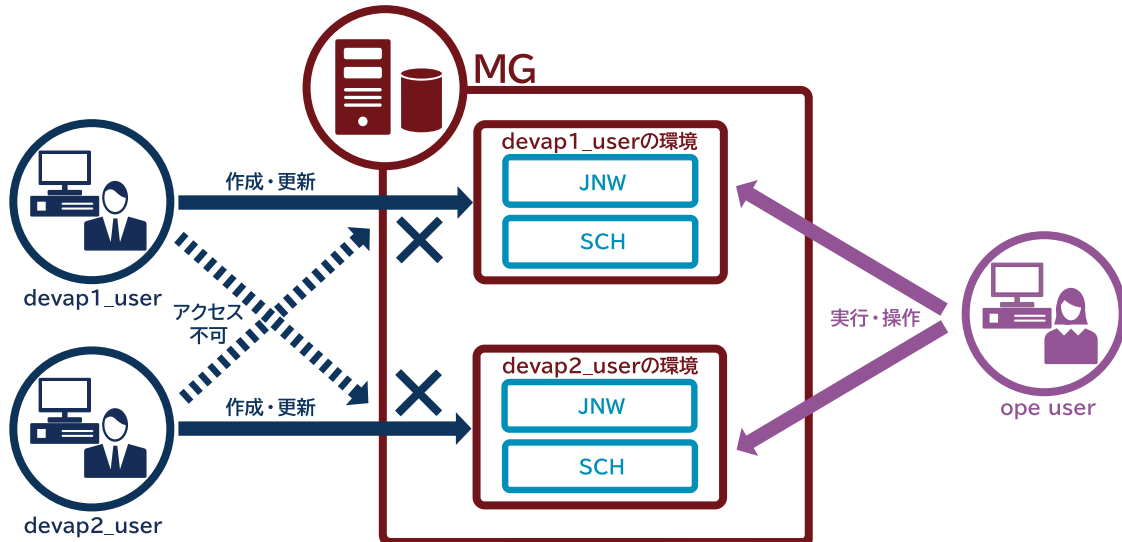 MG
devap1_userの環境
JNW
SCH
作成・更新
devap1_user
アクセス
不可
実行・操作
devap2_userの環境
JNW
SCH
作成・更新
devap2_user
ope user